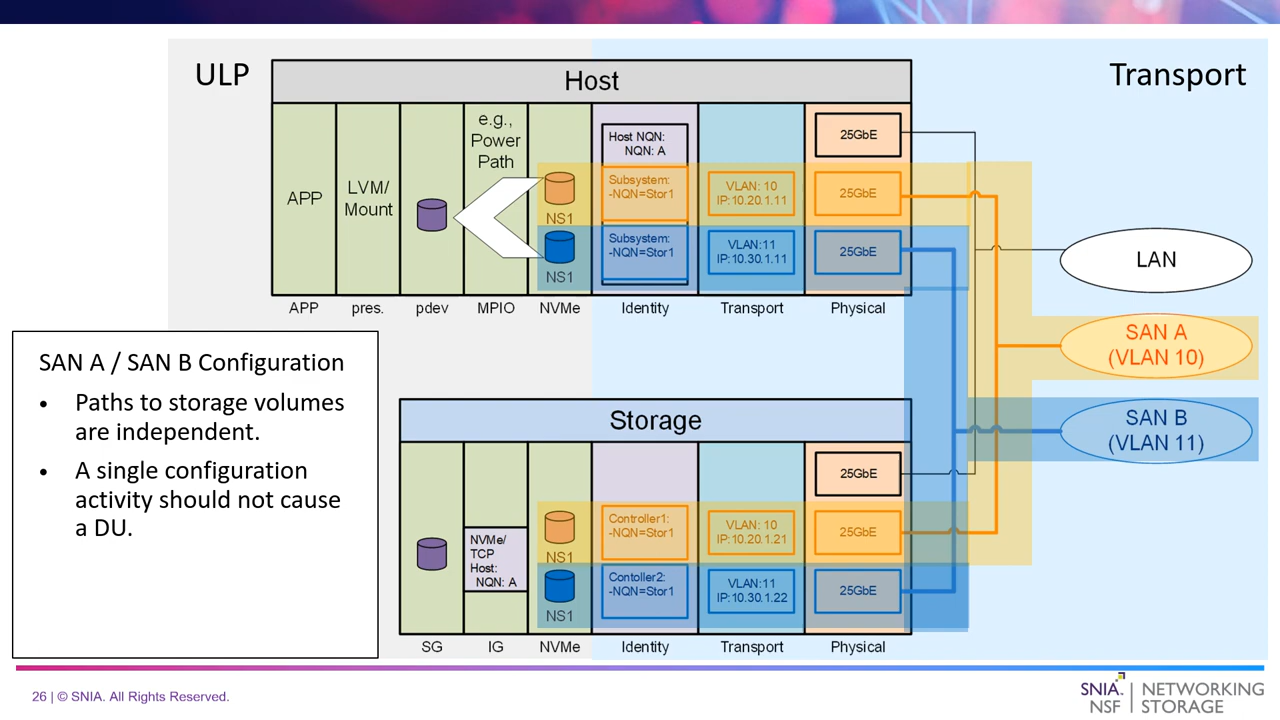 ULP
Transport
Host
APP
LVM/
Mount
e.g.,
Power
Path
NS1
NS1
Host NQN:
NQN: A
Subsystem:
-NQN=Stor1
Subsystem:
-NQN=Stor1
VLAN: 10
IP:10.20.1.11
VLAN:11
IP:10.30.1.11
25GbE
25GbE
25GbE
APP pres. pdev MPIO NVMe Identity Transport Physical
LAN
SAN A
(VLAN 10)
SAN B
(VLAN 11)
SAN A / SAN B Configuration
• Paths to storage volumes
are independent.
• A single configuration
activity should not cause
a DU.
Storage
NVMe/
TCP
Host:
NQN: A
NS1
NS1
Controller1:
-NQN=Stor1
Contoller2:
-NQN=Stor1
VLAN: 10
IP:10.20.1.21
VLAN:11
IP:10.30.1.22
25GbE
25GbE
25GbE
SG IG NVMe Identity Transport Physical
26 | © SNIA. All Rights Reserved.
SNIA. | NETWORKING
NSF | STORAGE